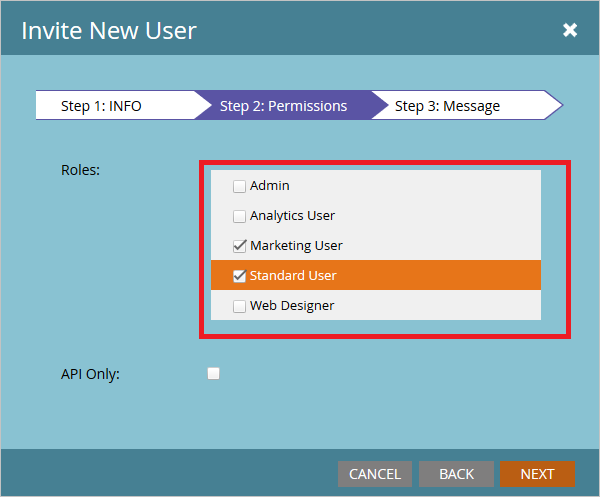 Invite New User
Step 1: INFO
Step 2: Permissions
Step 3: Message
Roles:
Admin
Analytics User
Marketing User
Standard User
Web Designer
API Only:
CANCEL
BACK
NEXT